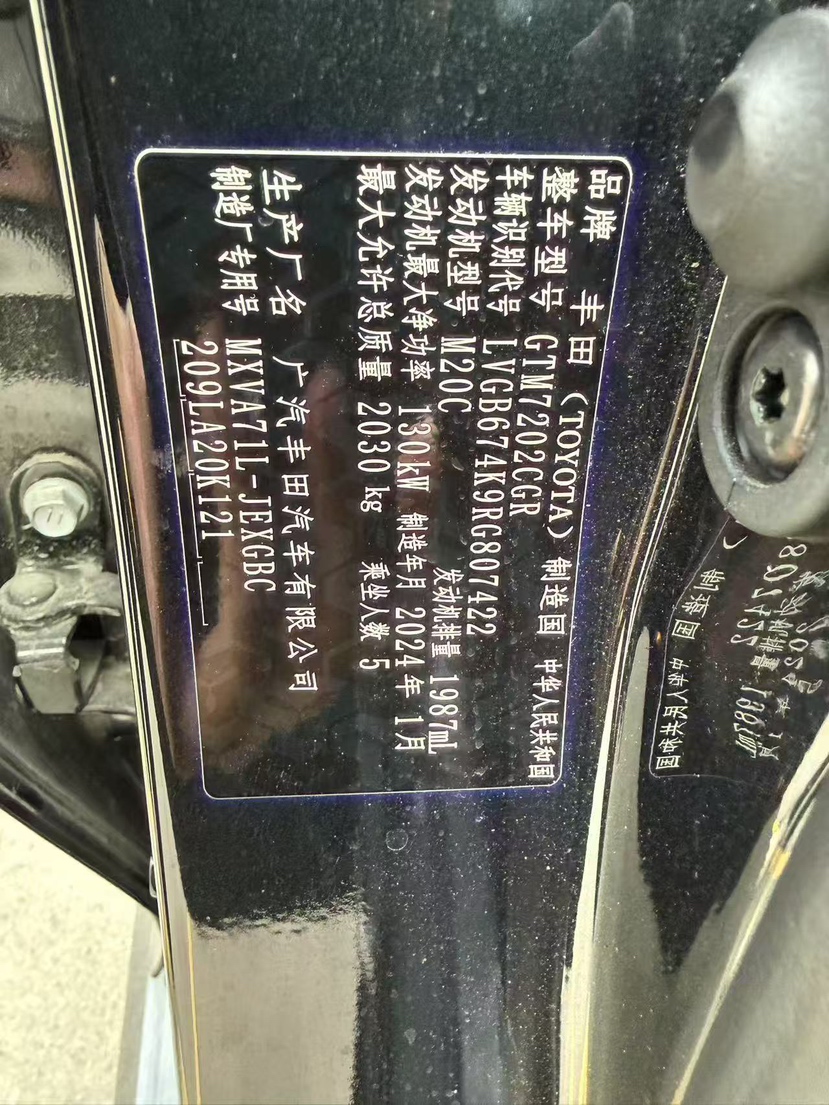 品牌 丰田（TOYOTA） 制造国 中华人民共和国
整车型号 GTM7202CGR
车辆识别代号 LVGB674K9RG807422
发动机型号 M20C 发动机排量 1987mL
发动机最大净功率 130kW 制造年月 2024年1月
最大允许总质量 2030kg 乘坐人数 5
生产厂名 广汽丰田汽车有限公司
制造厂专用号 MXVA71L-JEXGBC
209LA20K121